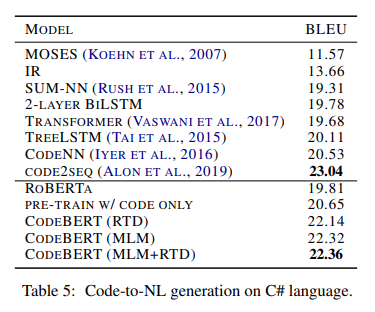 MODEL BLEU
MOSES (KOEHN ET AL., 2007) 11.57
IR 13.66
SUM-NN (RUSH ET AL., 2015) 19.31
2-LAYER BILSTM 19.78
TRANSFORMER (VASWANI ET AL., 2017) 19.68
TREELSTM (TAI ET AL., 2015) 20.11
CODENN (IYER ET AL., 2016) 20.53
CODE2SEQ (ALON ET AL., 2019) 23.04
ROBERTA 19.81
PRE-TRAIN W/ CODE ONLY 20.65
CODEBERT (RTD) 22.14
CODEBERT (MLM) 22.32
CODEBERT (MLM+RTD) 22.36
Table 5: Code-to-NL generation on C# language.